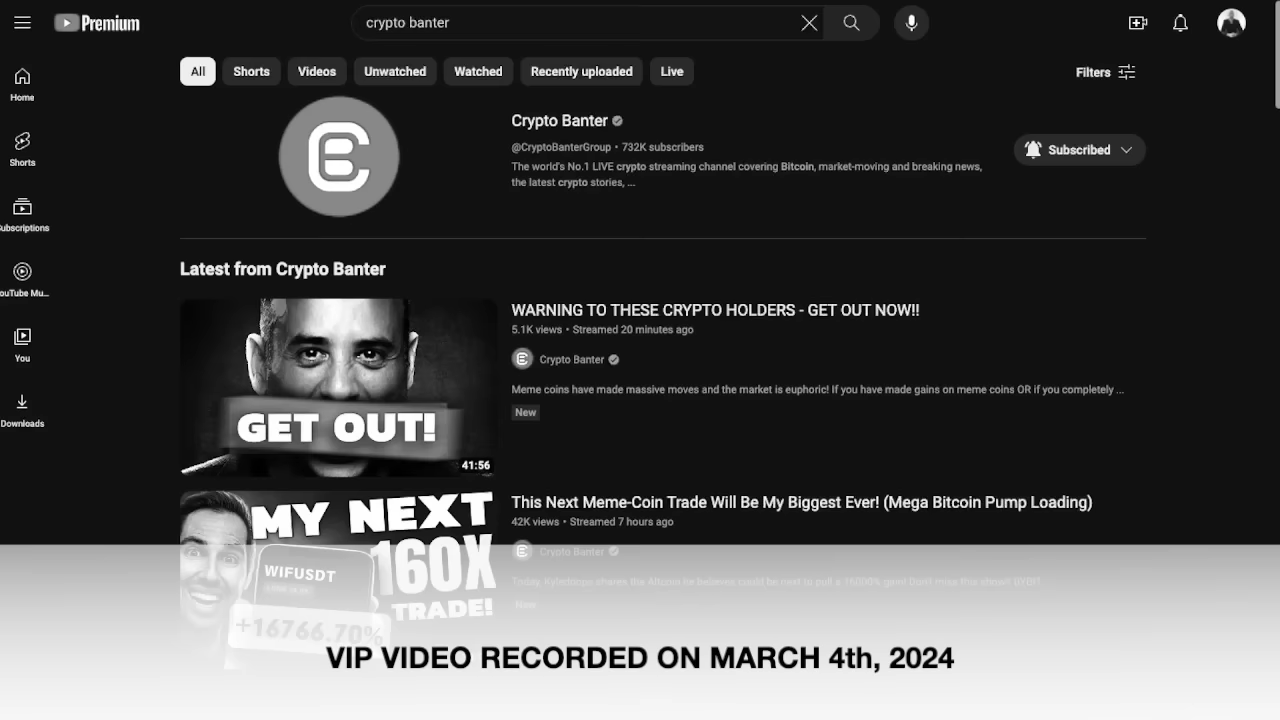 Premium
crypto banter
All
Shorts
Videos
Unwatched
Watched
Recently uploaded
Live
Filters
Home
Shorts
ubscriptions
ouTube Mu...
You
Downloads
Crypto Banter
@CryptoBanterGroup • 732K subscribers
The world's No.1 LIVE crypto streaming channel covering Bitcoin, market-moving and breaking news,
the latest crypto stories, ...
Subscribed
Latest from Crypto Banter
GET OUT!
41:56
WARNING TO THESE CRYPTO HOLDERS - GET OUT NOW!!
5.1K views • Streamed 20 minutes ago
Crypto Banter
Meme coins have made massive moves and the market is euphoric! If you have made gains on meme coins OR if you completely ...
New
MY NEXT
160X
TRADE!
WIFUSDT
+16766.70%
This Next Meme-Coin Trade Will Be My Biggest Ever! (Mega Bitcoin Pump Loading)
42K views • Streamed 7 hours ago
Crypto Banter
New
VIP VIDEO RECORDED ON MARCH 4th, 2024